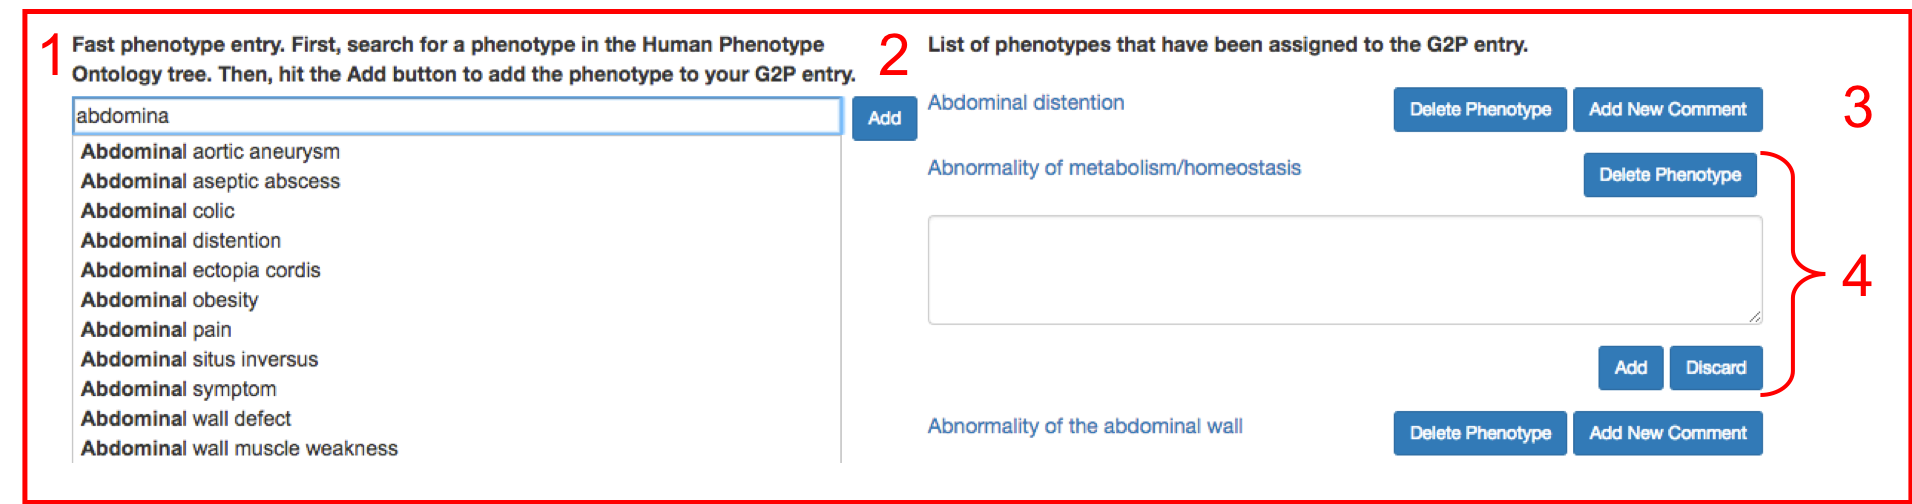 1
Fast phenotype entry. First, search for a phenotype in the Human Phenotype
Ontology tree. Then, hit the Add button to add the phenotype to your G2P entry.
abdomina
Add
Abdominal aortic aneurysm
Abdominal aseptic abscess
Abdominal colic
Abdominal distention
Abdominal ectopia cordis
Abdominal obesity
Abdominal pain
Abdominal situs inversus
Abdominal symptom
Abdominal wall defect
Abdominal wall muscle weakness
2
List of phenotypes that have been assigned to the G2P entry.
Abdominal distention
Delete Phenotype
Add New Comment
3
Abnormality of metabolism/homeostasis
Delete Phenotype
4
Add
Discard
Abnormality of the abdominal wall
Delete Phenotype
Add New Comment